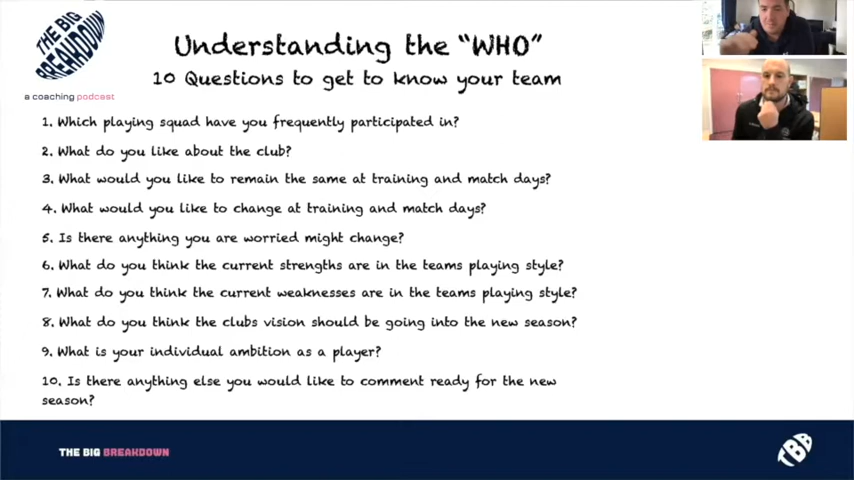 THE BIG
BREAKDOWN
a coaching podcast
Understanding the "WHO"
10 Questions to get to know your team
1. Which playing squad have you frequently participated in?
2. What do you like about the club?
3. What would you like to remain the same at training and match days?
4. What would you like to change at training and match days?
5. Is there anything you are worried might change?
6. What do you think the current strengths are in the teams playing style?
7. What do you think the current weaknesses are in the teams playing style?
8. What do you think the clubs vision should be going into the new season?
9. What is your individual ambition as a player?
10. Is there anything else you would like to comment ready for the new
season?
THE BIG BREAKDOWN
TBB